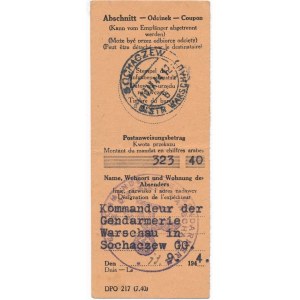 Abschnitt — Odcinek — Coupon
(Kann vom Empfänger abgetrennt
werden)
(Może być przez odbiorcę odcięty)
(Peut être détaché par le destinataire)
SOCHACZEW
Postanweisungsbetrag
Kwota przekazu
Montant du mandat en chiffres arabes
323 40
Name, Wohnort und Wohnung des
Absenders
Imię, nazwisko i adres nadawcy
Désignation de l'expéditeur
Kommandeur der
Gendarmerie
Warschau in
Sochaczew GG.
Den
Dnia - Le
DPO 217 (7.40)